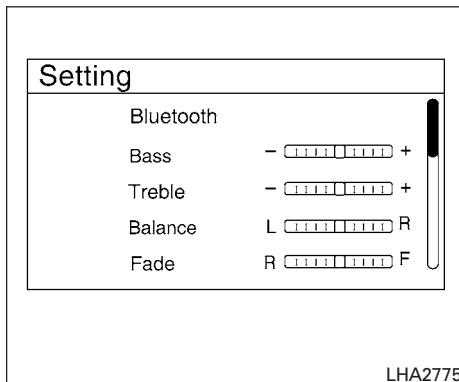 Setting
Bluetooth
Bass - +
Treble - +
Balance L R
Fade R F
LHA2775